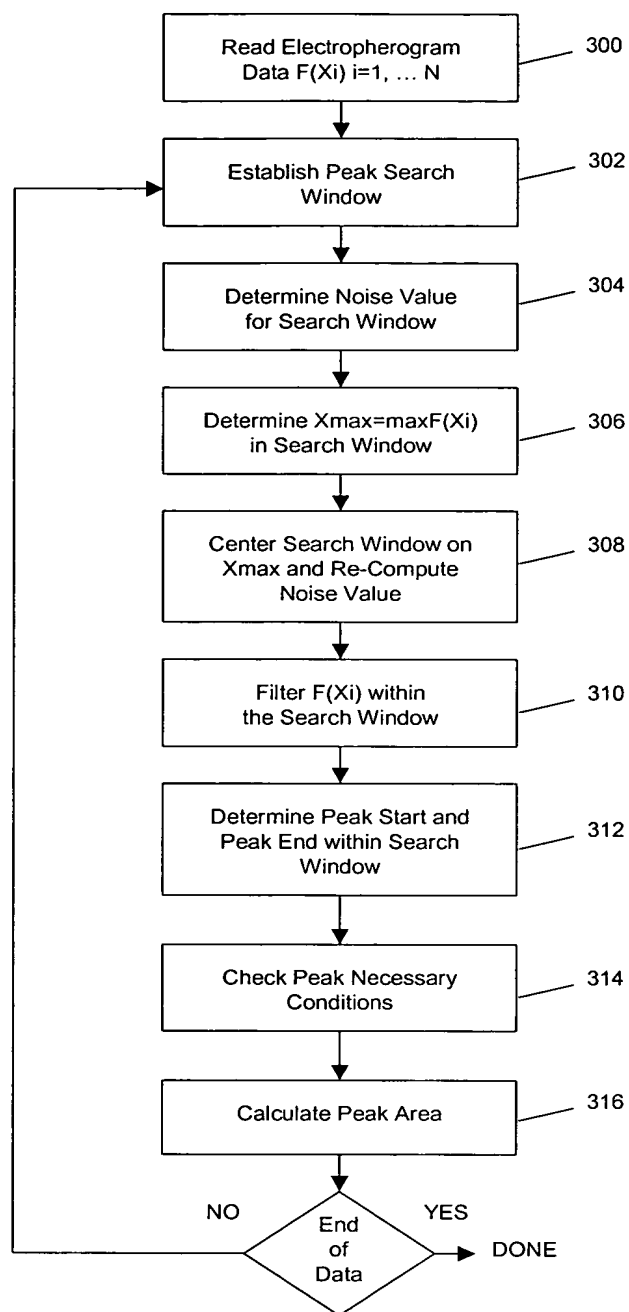 Read Electropherogram
Data F(Xi) i=1, ... N
300
Establish Peak Search
Window
302
Determine Noise Value
for Search Window
304
Determine Xmax=maxF(Xi)
in Search Window
306
Center Search Window on
Xmax and Re-Compute
Noise Value
308
Filter F(Xi) within
the Search Window
310
Determine Peak Start and
Peak End within Search
Window
312
Check Peak Necessary
Conditions
314
Calculate Peak Area
316
NO
YES
End
of
Data
DONE